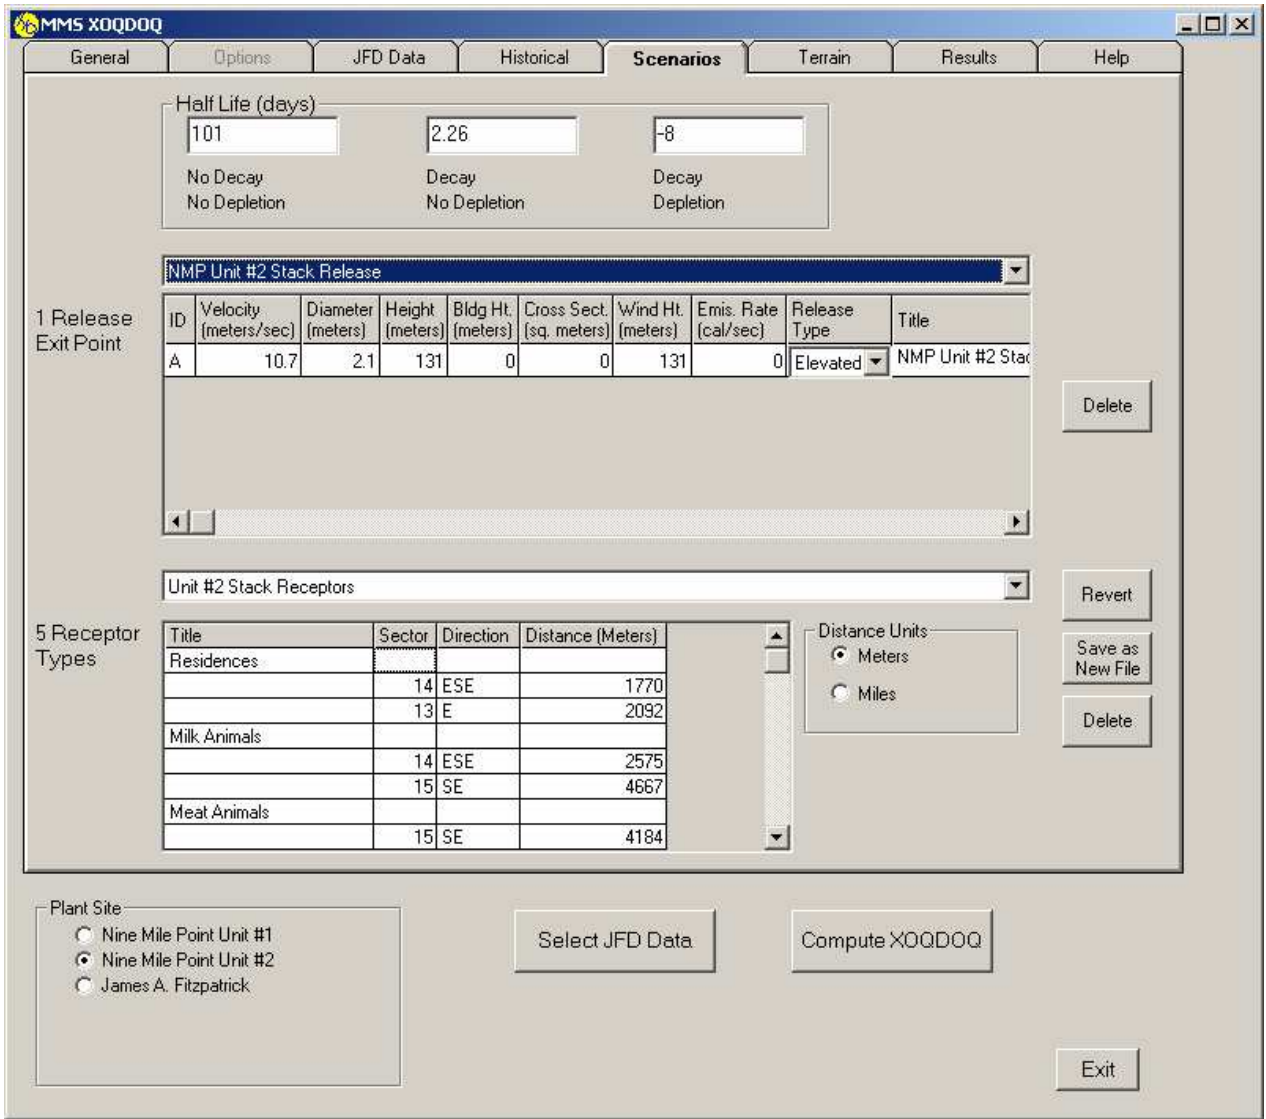 MMS XOQDOQ
General Options JFD Data Historical Scenarios Terrain Results Help
Half Life (days)
101 2.26 -8
No Decay Decay Decay
No Depletion No Depletion Depletion
NMP Unit #2 Stack Release
1 Release
Exit Point
ID Velocity (meters/sec) Diameter (meters) Height (meters) Bldg Ht. (meters) Cross Sect. (sq. meters) Wind Ht. (meters) Emis. Rate (cal/sec) Release Type Title
A 10.7 2.1 131 0 0 131 0 Elevated NMP Unit #2 Stac
Delete
Unit #2 Stack Receptors
Revert
5 Receptor
Types
Title Sector Direction Distance (Meters)
Residences
14 ESE 1770
13 E 2092
Milk Animals
14 ESE 2575
15 SE 4667
Meat Animals
15 SE 4184
Distance Units
Meters
Miles
Save as
New File
Delete
Plant Site
Nine Mile Point Unit #1
Nine Mile Point Unit #2
James A. Fitzpatrick
Select JFD Data
Compute XOQDOQ
Exit